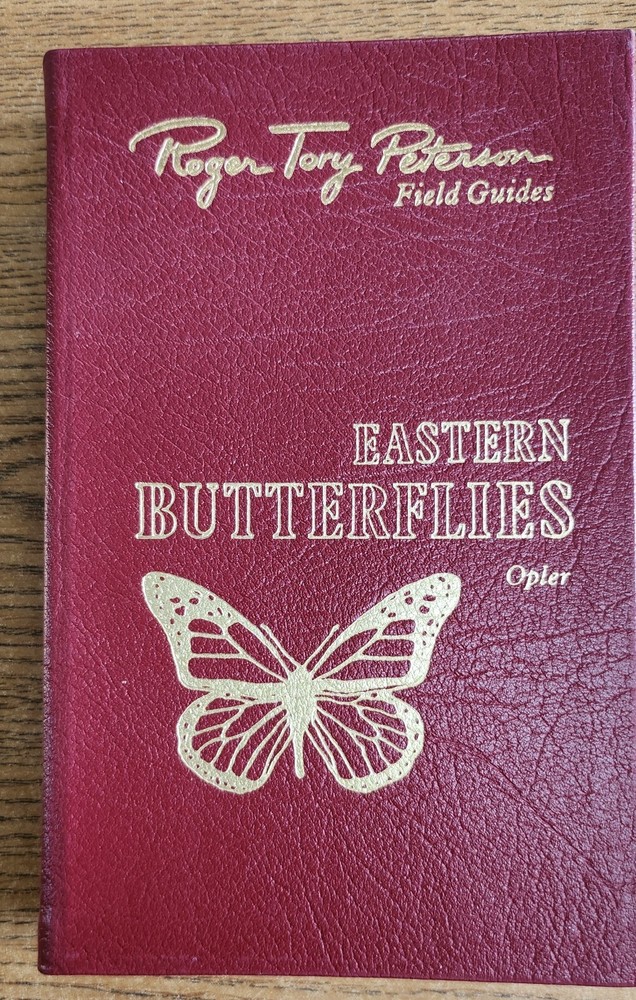 Roger Tory Peterson
Field Guides
EASTERN
BUTTERFLIES
Opler